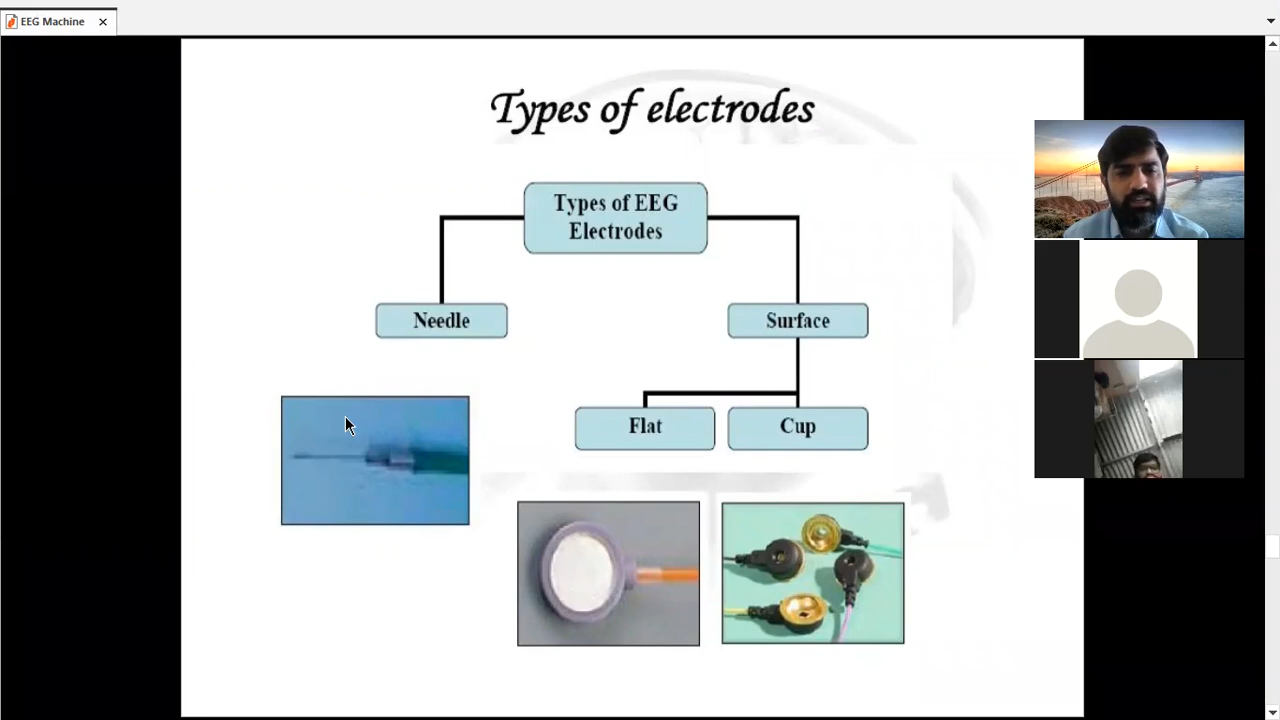 EEG Machine
Types of electrodes
Types of EEG
Electrodes
Needle
Surface
Flat
Cup